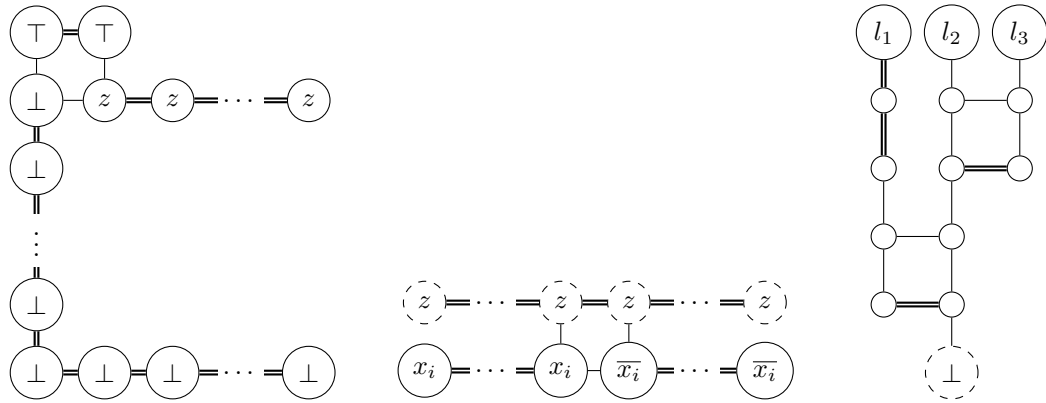 ⊤ ⊤ l₁ l₂ l₃
⊥ z z ⋯ z
⊥
⋮
⊥ z ⋯ z z ⋯ z
⊥ ⊥ ⊥ ⋯ ⊥ xᵢ ⋯ xᵢ x̅ᵢ ⋯ x̅ᵢ ⊥